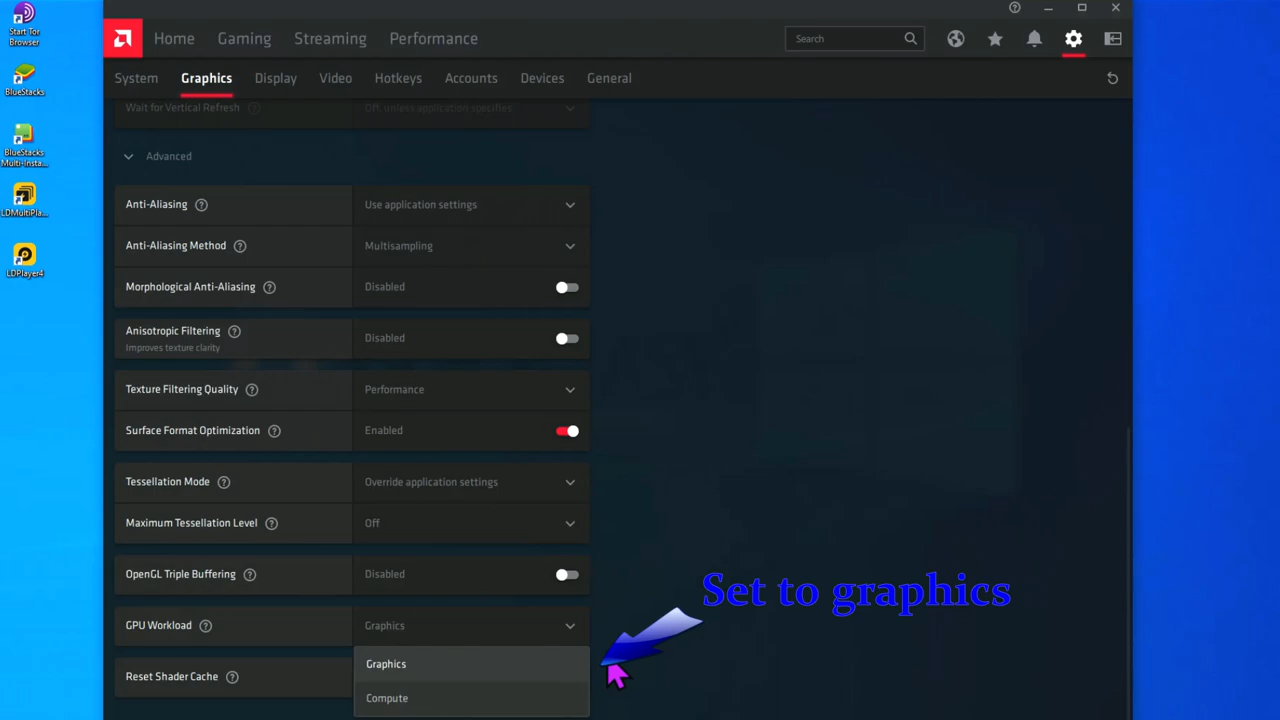 Start Tor
Browser
BlueStacks
BlueStacks
Multi-Insta...
LDMultiPla...
LDPlayer4
Home Gaming Streaming Performance
Search
System Graphics Display Video Hotkeys Accounts Devices General
Wait for Vertical Refresh Off, unless application specifies
Advanced
Anti-Aliasing Use application settings
Anti-Aliasing Method Multisampling
Morphological Anti-Aliasing Disabled
Anisotropic Filtering Disabled
Improves texture clarity
Texture Filtering Quality Performance
Surface Format Optimization Enabled
Tessellation Mode Override application settings
Maximum Tessellation Level Off
OpenGL Triple Buffering Disabled
Set to graphics
GPU Workload Graphics
Graphics
Reset Shader Cache
Compute